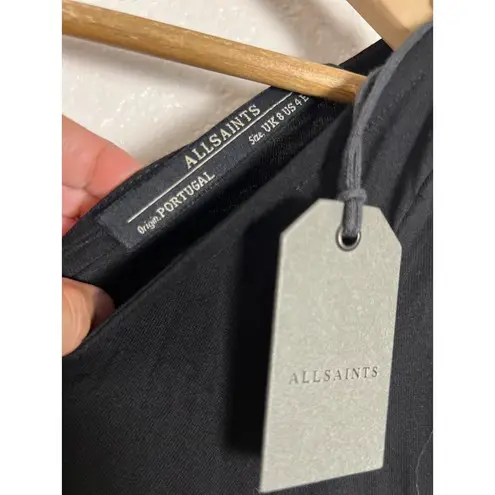 ALLSAINTS
Size. UK 8 US 4 E
Origin. PORTUGAL
ALLSAINTS